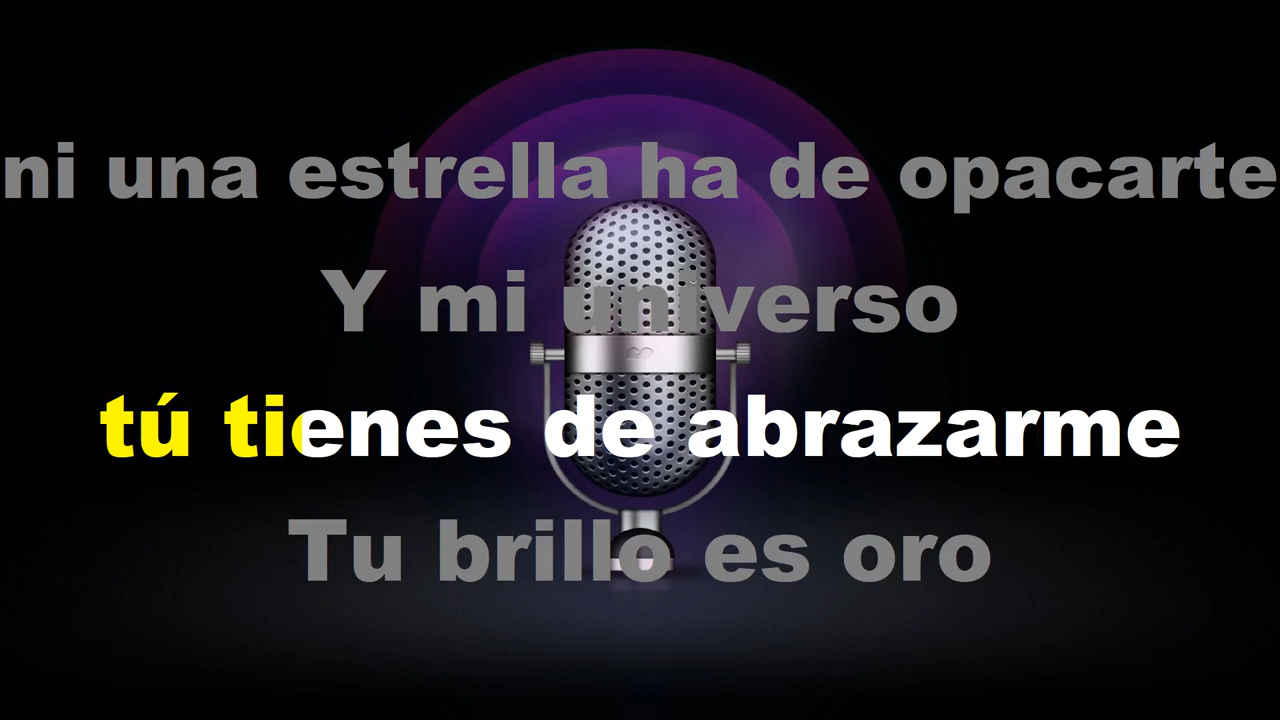 ni una estrella ha de opacarte
Y mi universo
tú tienes de abrazarme
Tu brillo es oro